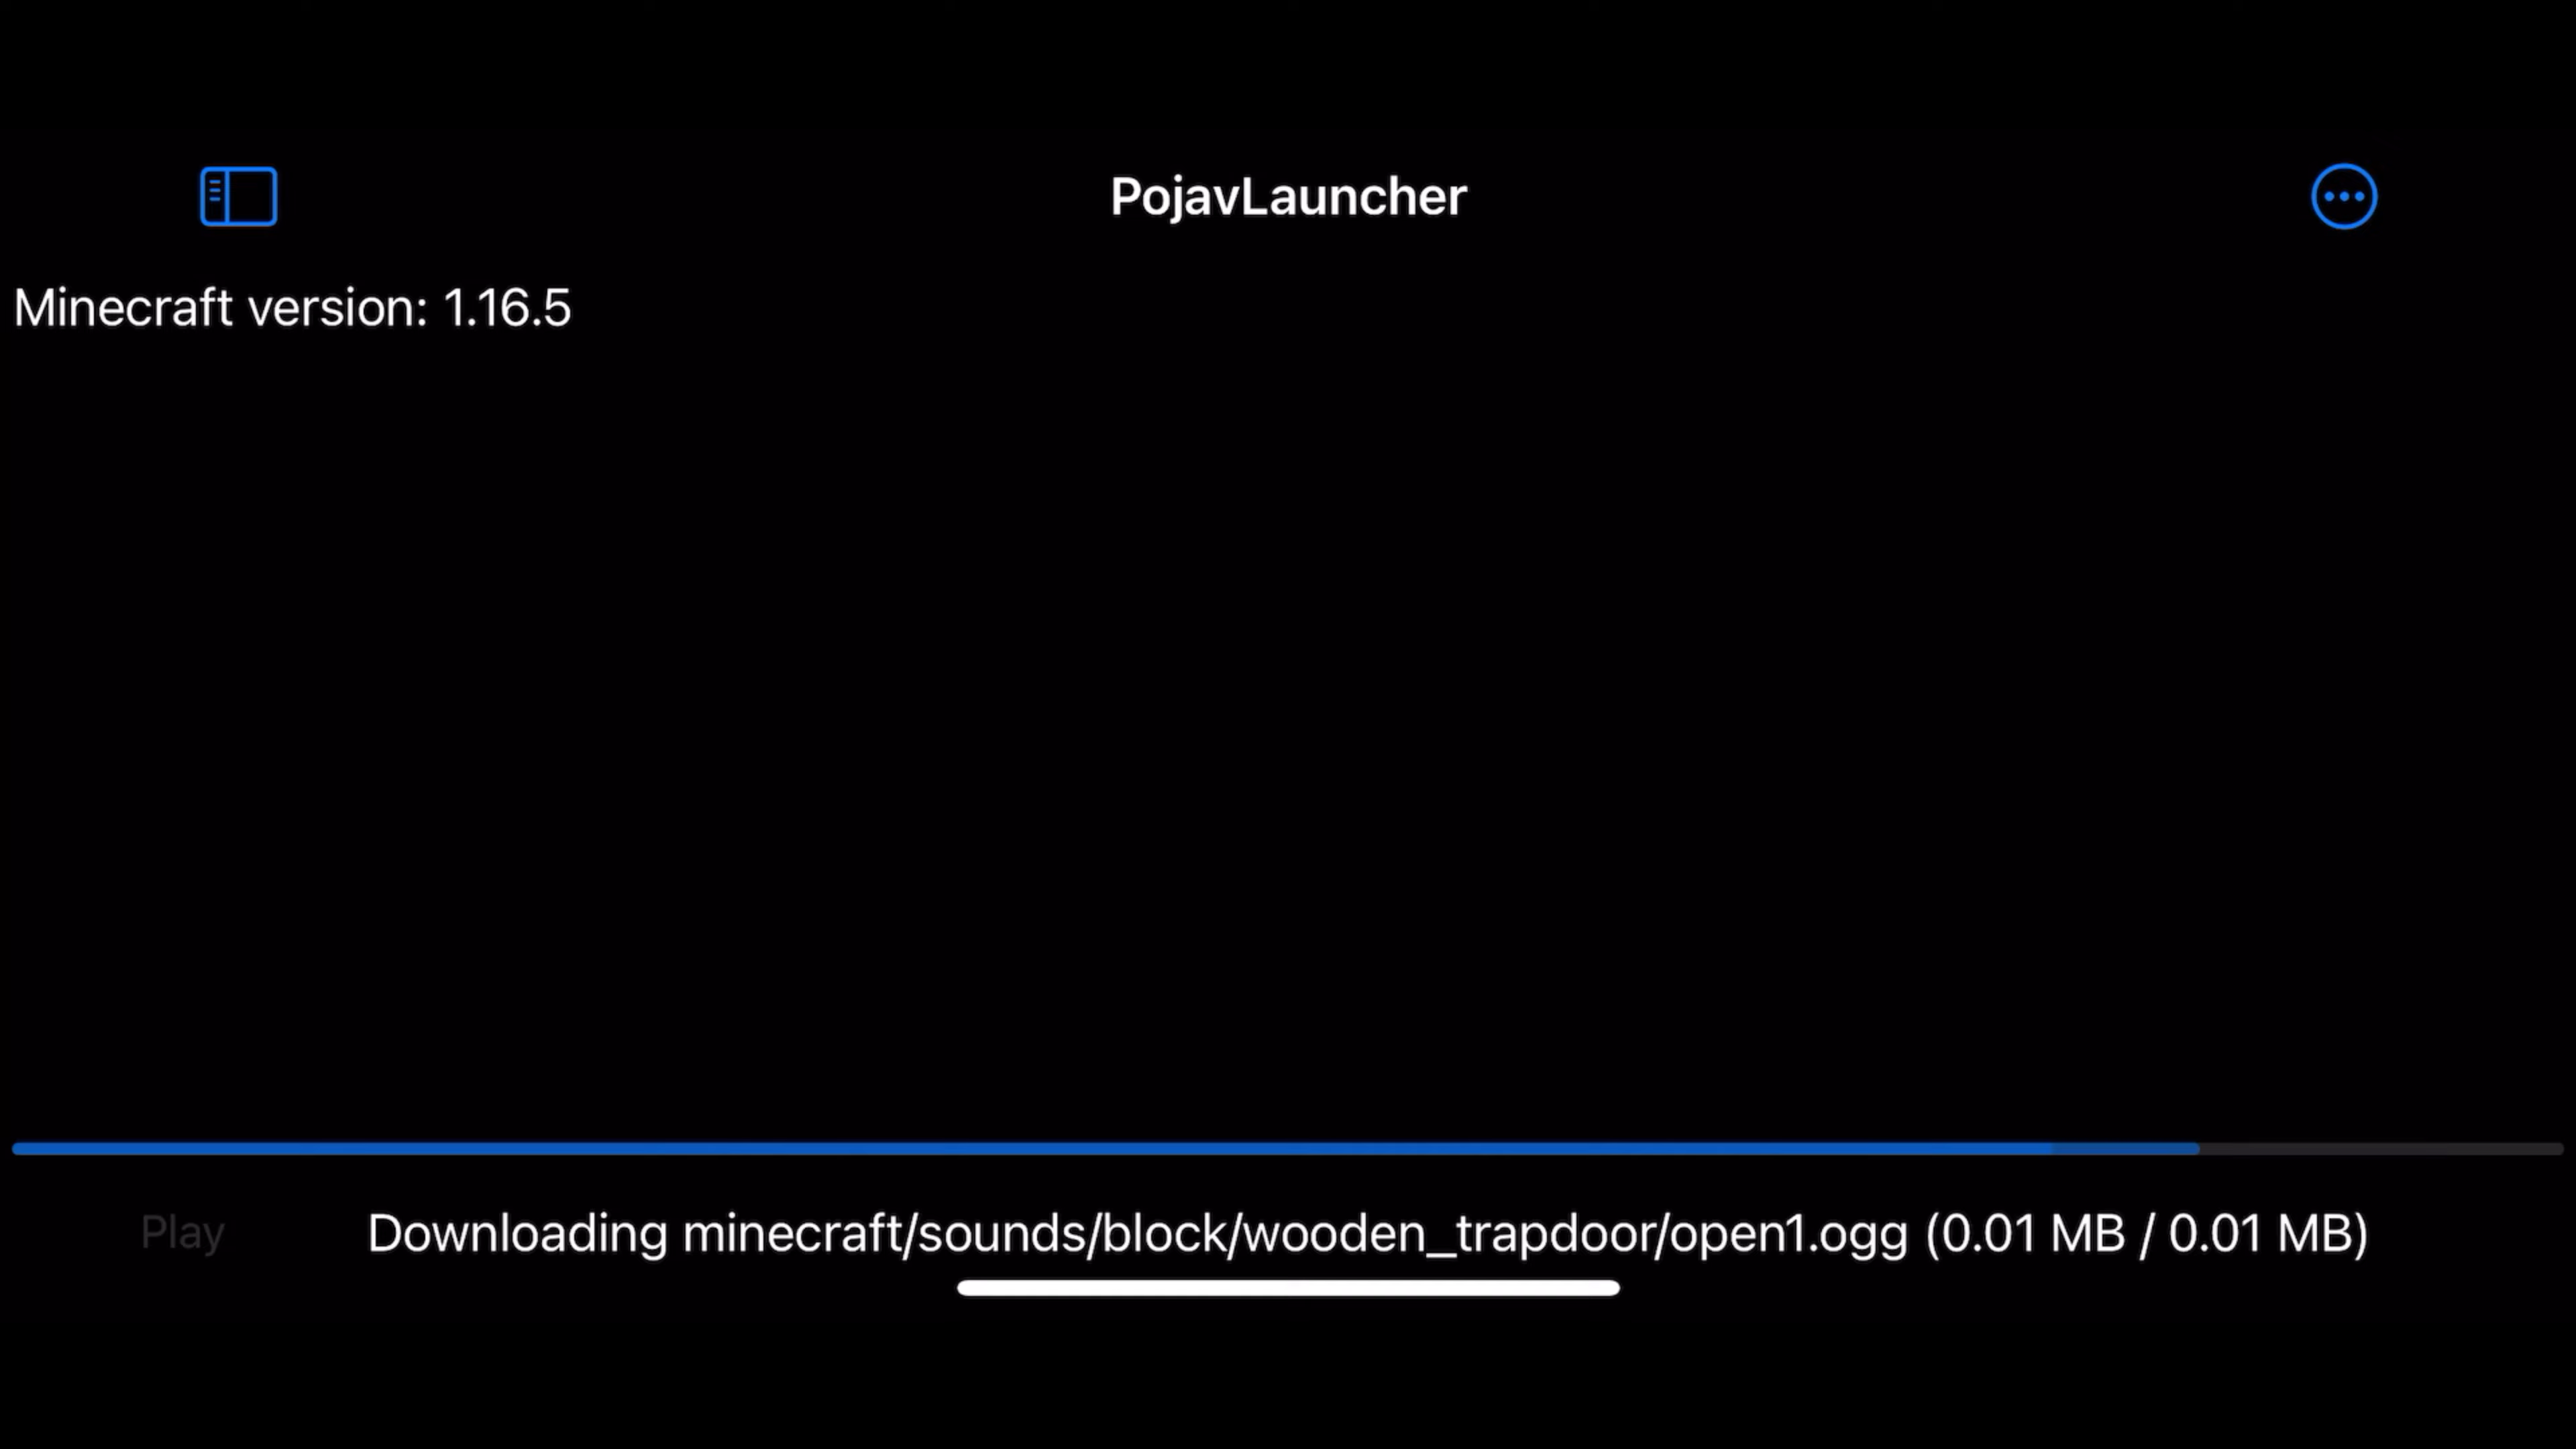 PojavLauncher
Minecraft version: 1.16.5
Play
Downloading minecraft/sounds/block/wooden_trapdoor/open1.ogg (0.01 MB / 0.01 MB)